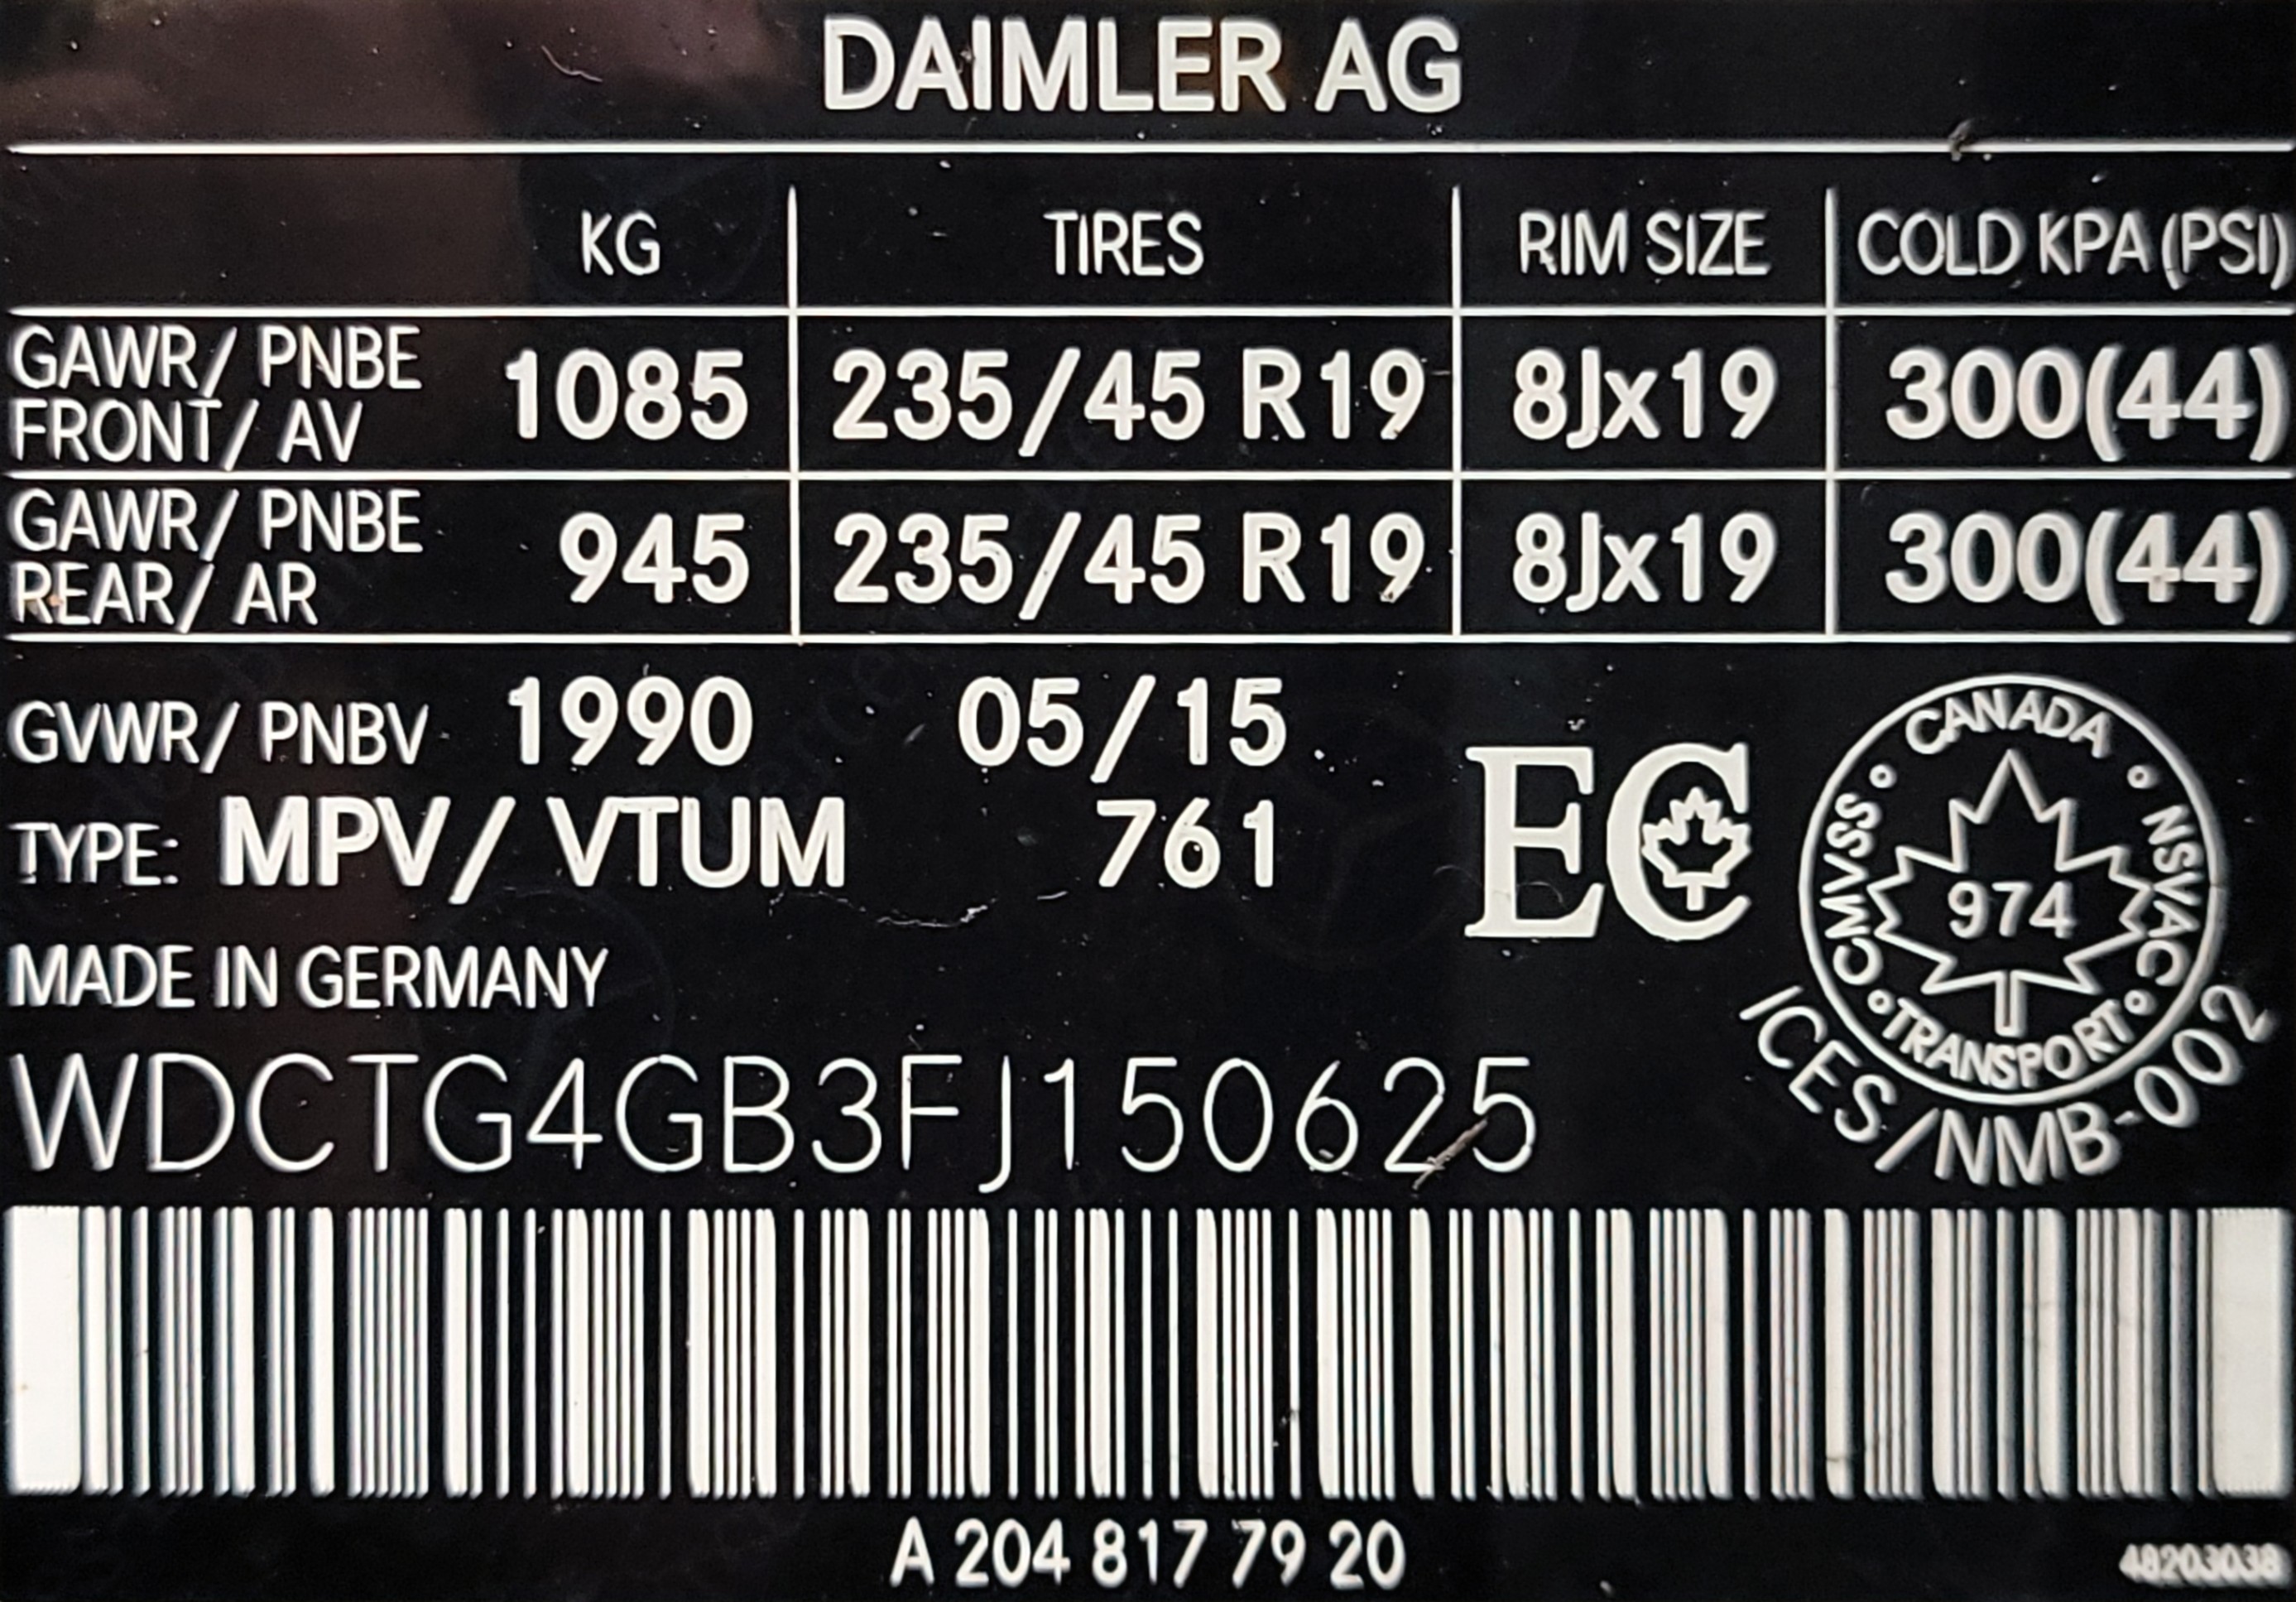 DAIMLER AG
KG TIRES RIM SIZE COLD KPA (PSI)
GAWR/ PNBE FRONT/ AV 1085 235/45 R19 8Jx19 300(44)
GAWR/ PNBE REAR/ AR 945 235/45 R19 8Jx19 300(44)
GVWR/ PNBV 1990 05/15
TYPE: MPV/ VTUM 761
EC
CANADA • NSVAC • TRANSPORT • CMVSS •
974
ICES/NMB-002
MADE IN GERMANY
WDCTG4GB3FJ150625
A 204 817 79 20
48203038